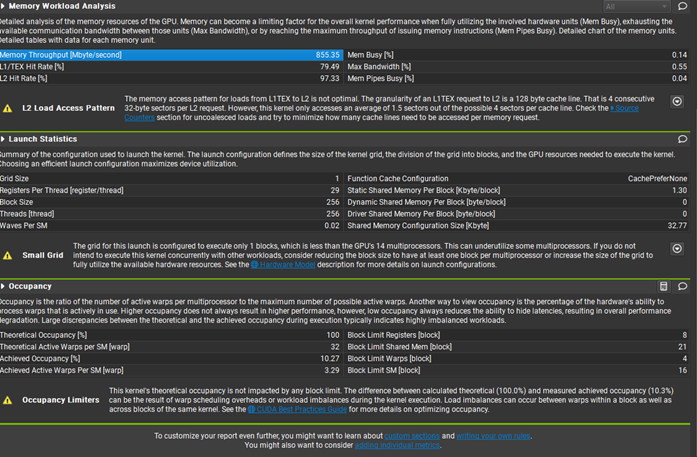 Memory Workload Analysis
All
Detailed analysis of the memory resources of the GPU. Memory can become a limiting factor for the overall kernel performance when fully utilizing the involved hardware units (Mem Busy), exhausting the
available communication bandwidth between those units (Max Bandwidth), or by reaching the maximum throughput of issuing memory instructions (Mem Pipes Busy). Detailed chart of the memory units.
Detailed tables with data for each memory unit.
Memory Throughput [Mbyte/second] 855.35 Mem Busy [%] 0.14
L1/TEX Hit Rate [%] 79.49 Max Bandwidth [%] 0.55
L2 Hit Rate [%] 97.33 Mem Pipes Busy [%] 0.04
The memory access pattern for loads from L1TEX to L2 is not optimal. The granularity of an L1TEX request to L2 is a 128 byte cache line. That is 4 consecutive
L2 Load Access Pattern 32-byte sectors per L2 request. However, this kernel only accesses an average of 1.5 sectors out of the possible 4 sectors per cache line. Check the Source
Counters section for uncoalesced loads and try to minimize how many cache lines need to be accessed per memory request.
Launch Statistics
Summary of the configuration used to launch the kernel. The launch configuration defines the size of the kernel grid, the division of the grid into blocks, and the GPU resources needed to execute the kernel.
Choosing an efficient launch configuration maximizes device utilization.
Grid Size 1 Function Cache Configuration CachePreferNone
Registers Per Thread [register/thread] 29 Static Shared Memory Per Block [Kbyte/block] 1.30
Block Size 256 Dynamic Shared Memory Per Block [byte/block] 0
Threads [thread] 256 Driver Shared Memory Per Block [byte/block] 0
Waves Per SM 0.02 Shared Memory Configuration Size [Kbyte] 32.77
The grid for this launch is configured to execute only 1 blocks, which is less than the GPU's 14 multiprocessors. This can underutilize some multiprocessors. If you do not
Small Grid intend to execute this kernel concurrently with other workloads, consider reducing the block size to have at least one block per multiprocessor or increase the size of the grid to
fully utilize the available hardware resources. See the Hardware Model description for more details on launch configurations.
Occupancy
Occupancy is the ratio of the number of active warps per multiprocessor to the maximum number of possible active warps. Another way to view occupancy is the percentage of the hardware's ability to
process warps that is actively in use. Higher occupancy does not always result in higher performance, however, low occupancy always reduces the ability to hide latencies, resulting in overall performance
degradation. Large discrepancies between the theoretical and the achieved occupancy during execution typically indicates highly imbalanced workloads.
Theoretical Occupancy [%] 100 Block Limit Registers [block] 8
Theoretical Active Warps per SM [warp] 32 Block Limit Shared Mem [block] 21
Achieved Occupancy [%] 10.27 Block Limit Warps [block] 4
Achieved Active Warps Per SM [warp] 3.29 Block Limit SM [block] 16
This kernel's theoretical occupancy is not impacted by any block limit. The difference between calculated theoretical (100.0%) and measured achieved occupancy (10.3%)
Occupancy Limiters can be the result of warp scheduling overheads or workload imbalances during the kernel execution. Load imbalances can occur between warps within a block as well as
across blocks of the same kernel. See the CUDA Best Practices Guide for more details on optimizing occupancy.
To customize your report even further, you might want to learn about custom sections and writing your own rules.
You might also want to consider adding individual metrics.